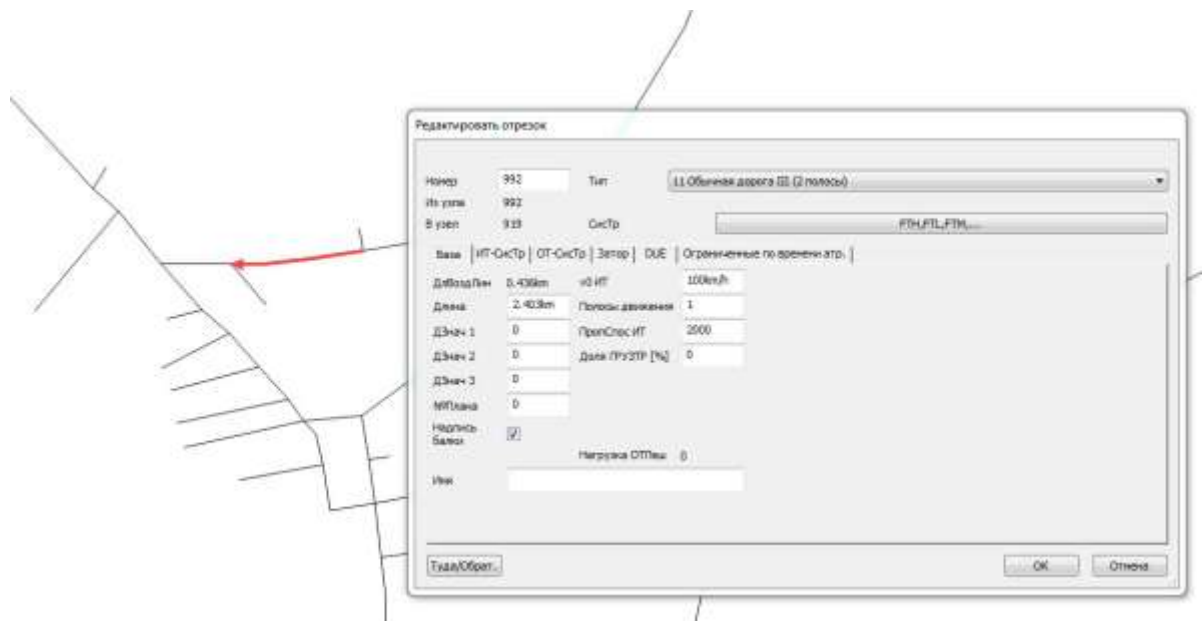 Редактировать отрезок
Номер 992 Тип 11 Обычная дорога III (2 полосы)
Из узла 992
В узел 919 СисТр FTH,FTL,FTM,...
База ИТ-СисТр ОТ-СисТр Затор DUE Ограниченные по времени атр.
ДлВоздЛин 0.436km v0 ИТ 100km/h
Длина 2.403km Полосы движения 1
ДЗнач 1 0 ПропСпос ИТ 2000
ДЗнач 2 0 Доля ГРУЗТР [%] 0
ДЗнач 3 0
№Плана 0
Надпись
балки
Нагрузка ОТПеш 0
Имя
Туда/Обрат.. OK Отмена